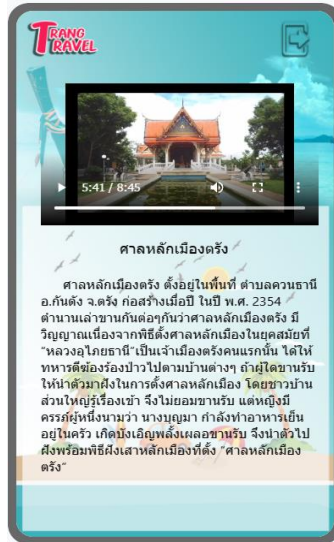 TRANG
TRAVEL
5:41 / 8:45
ศาลหลักเมืองตรัง
ศาลหลักเมืองตรัง ตั้งอยู่ในพื้นที่ ตำบลควนธานี
อ.กันตัง จ.ตรัง ก่อสร้างเมื่อปี ในปี พ.ศ. 2354
ตำนานเล่าขานกันต่อๆกันว่าศาลหลักเมืองตรัง มี
วิญญาณเนื่องจากพิธีตั้งศาลหลักเมืองในยุคสมัยที่
“หลวงอุไภยธานี”เป็นเจ้าเมืองตรังคนแรกนั้น ได้ให้
ทหารตีฆ้องร้องป่าวไปตามบ้านต่างๆ ถ้าผู้ใดขานรับ
ให้นำตัวมาฝังในการตั้งศาลหลักเมือง โดยชาวบ้าน
ส่วนใหญ่รู้เรื่องเข้า จึงไม่ยอมขานรับ แต่หญิงมี
ครรภ์ผู้หนึ่งนามว่า นางบุญมา กำลังทำอาหารเย็น
อยู่ในครัว เกิดบังเอิญพลั้งเผลอขานรับ จึงนำตัวไป
ฝังพร้อมพิธีฝังเสาหลักเมืองที่ตั้ง “ศาลหลักเมือง
ตรัง”